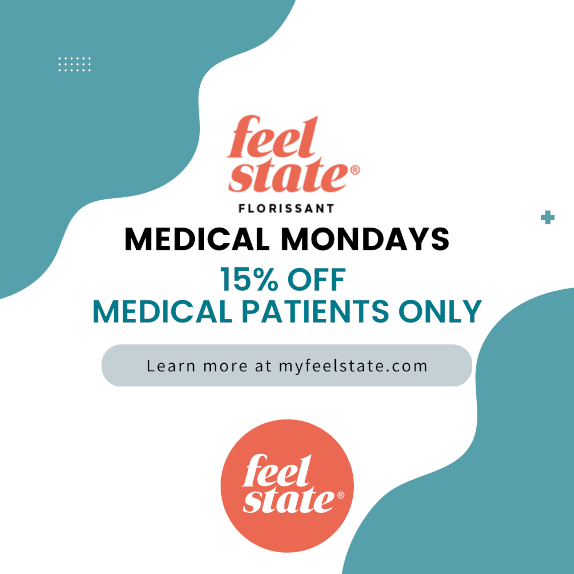 feel
state®
FLORISSANT
MEDICAL MONDAYS
15% OFF
MEDICAL PATIENTS ONLY
Learn more at myfeelstate.com
feel
state®